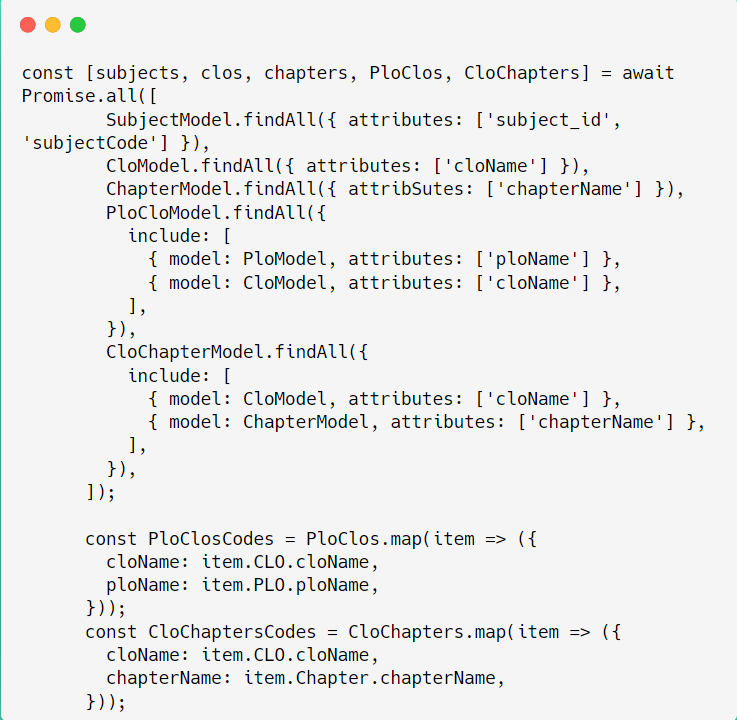 const [subjects, clos, chapters, PloClos, CloChapters] = await
Promise.all([
        SubjectModel.findAll({ attributes: ['subject_id',
'subjectCode'] }),
        CloModel.findAll({ attributes: ['cloName'] }),
        ChapterModel.findAll({ attribSutes: ['chapterName'] }),
        PloCloModel.findAll({
          include: [
            { model: PloModel, attributes: ['ploName'] },
            { model: CloModel, attributes: ['cloName'] },
          ],
        }),
        CloChapterModel.findAll({
          include: [
            { model: CloModel, attributes: ['cloName'] },
            { model: ChapterModel, attributes: ['chapterName'] },
          ],
        }),
      ]);

      const PloClosCodes = PloClos.map(item => ({
        cloName: item.CLO.cloName,
        ploName: item.PLO.ploName,
      }));
      const CloChaptersCodes = CloChapters.map(item => ({
        cloName: item.CLO.cloName,
        chapterName: item.Chapter.chapterName,
      }));